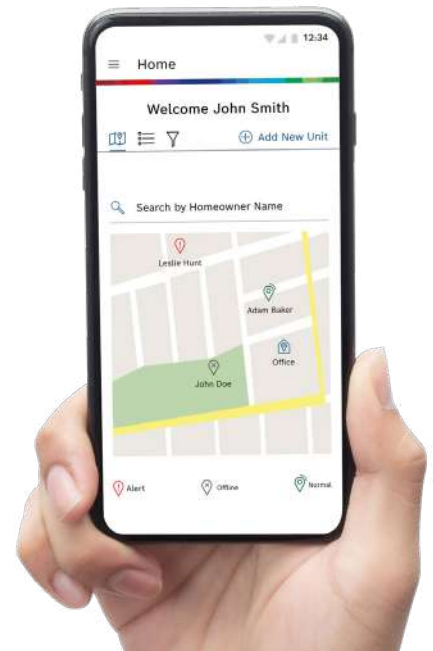 12:34
Home
Welcome John Smith
Add New Unit
Search by Homeowner Name
Leslie Hunt
Adam Baker
Office
John Doe
Alert Offline Normal